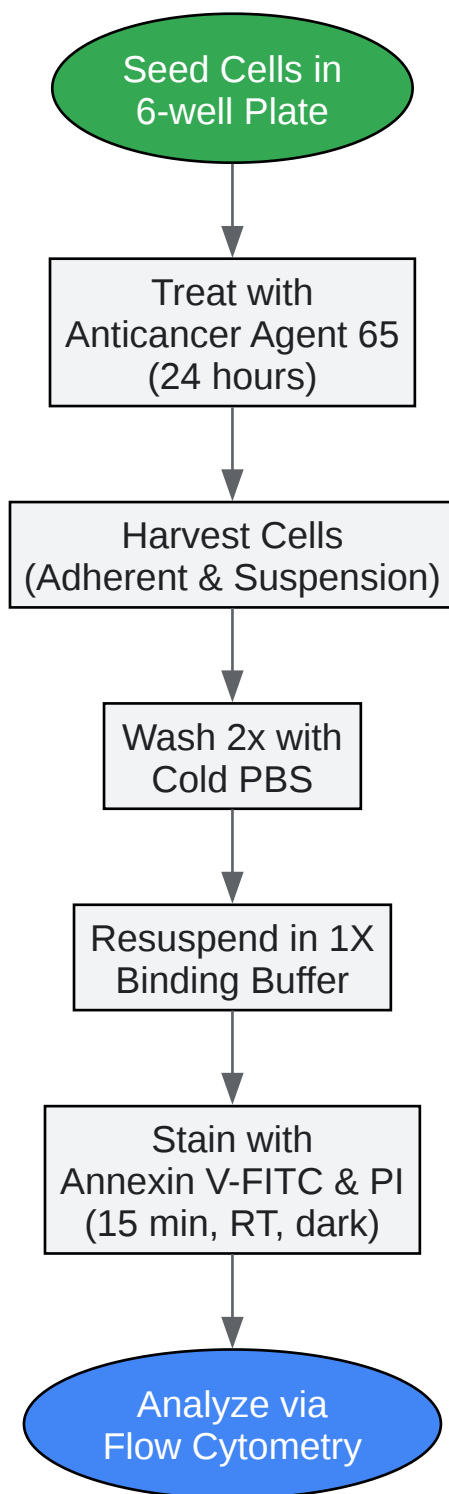 Seed Cells in
6-well Plate
Treat with
Anticancer Agent 65
(24 hours)
Harvest Cells
(Adherent & Suspension)
Wash 2x with
Cold PBS
Resuspend in 1X
Binding Buffer
Stain with
Annexin V-FITC & PI
(15 min, RT, dark)
Analyze via
Flow Cytometry